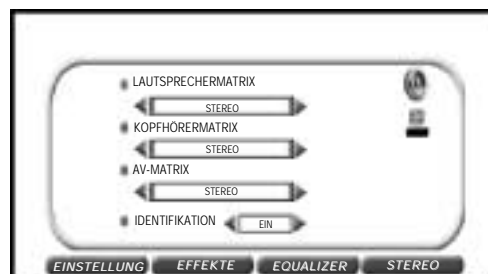 LAUTSPRECHERMATRIX
STEREO
KOPFHÖRERMATRIX
STEREO
AV-MATRIX
STEREO
IDENTIFIKATION EIN
EINSTELLUNG EFFEKTE EQUALIZER STEREO